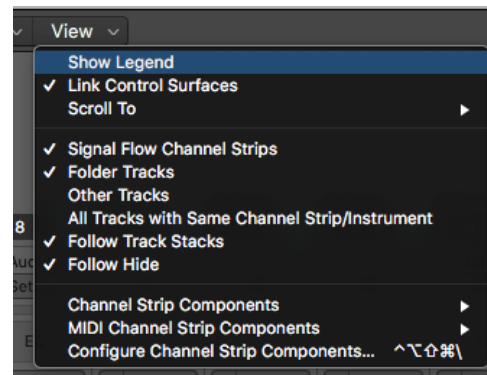 View
Show Legend
✓ Link Control Surfaces
Scroll To
✓ Signal Flow Channel Strips
✓ Folder Tracks
Other Tracks
All Tracks with Same Channel Strip/Instrument
✓ Follow Track Stacks
✓ Follow Hide
8
Channel Strip Components
MIDI Channel Strip Components
Configure Channel Strip Components... ^⌥⇧⌘\